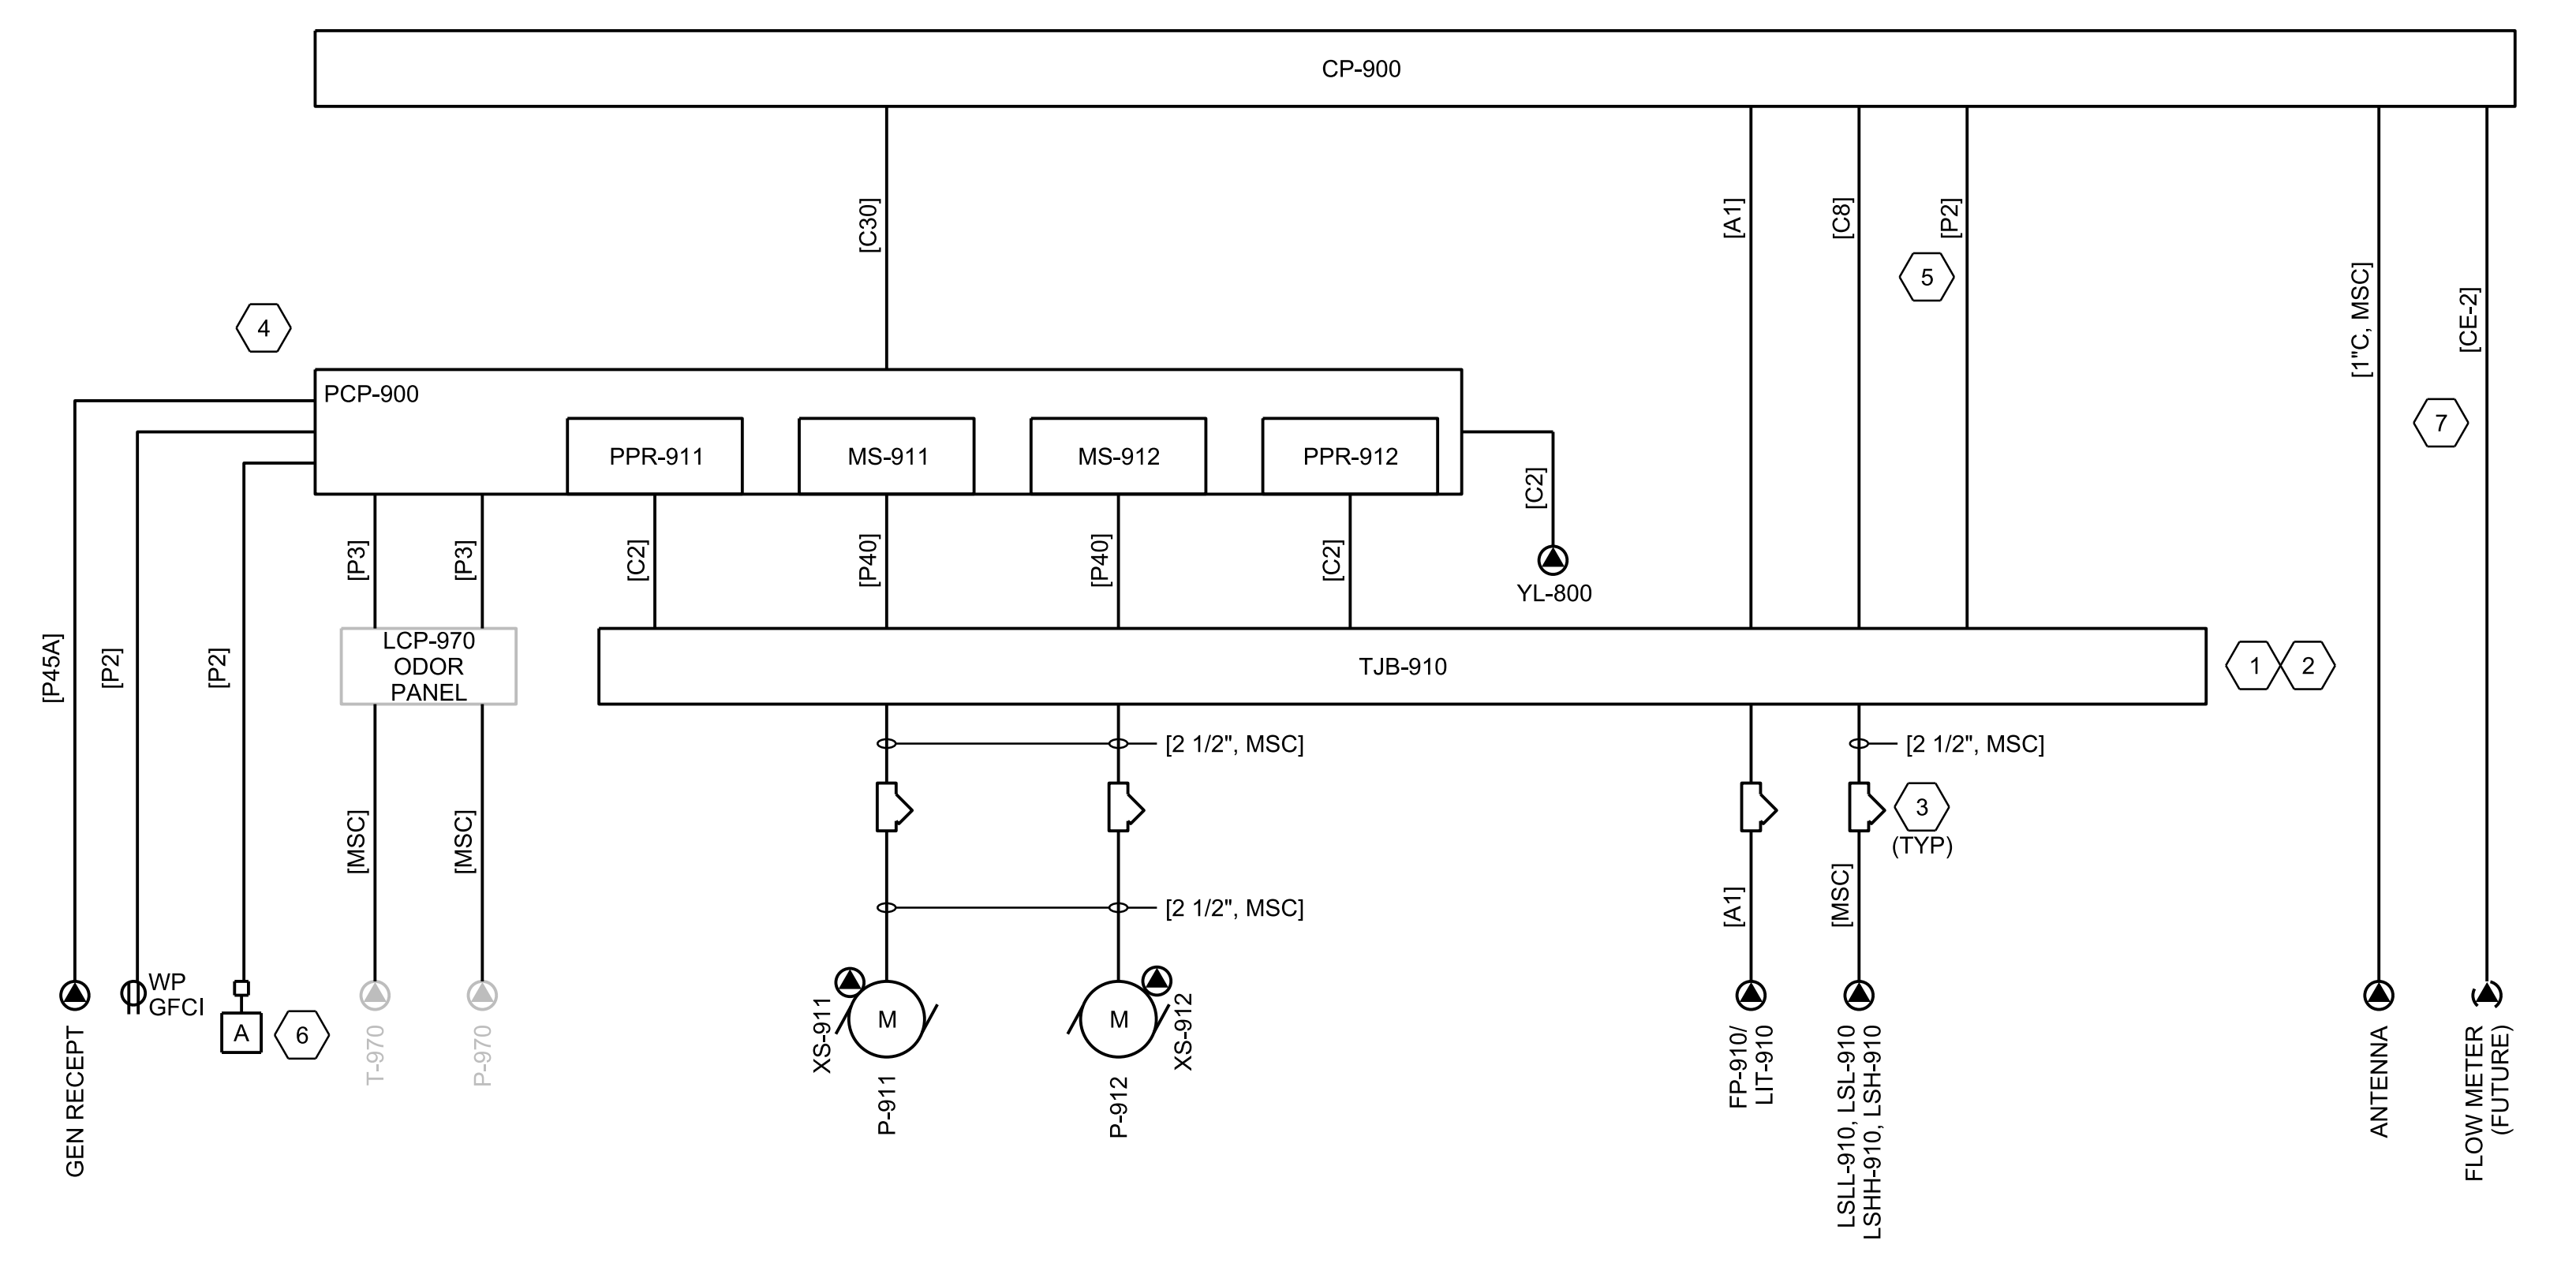 CP-900
[C30]
[A1]
[C8]
[P2]
5
[1"C, MSC]
[CE-2]
7
4
PCP-900
PPR-911
MS-911
MS-912
PPR-912
[C2]
YL-800
[P3]
[P3]
[C2]
[P40]
[P40]
[C2]
[P45A]
[P2]
[P2]
LCP-970
ODOR
PANEL
TJB-910
1
2
[2 1/2", MSC]
[2 1/2", MSC]
3
(TYP)
[MSC]
[MSC]
[2 1/2", MSC]
[A1]
[MSC]
WP
GFCI
A
6
GEN RECEPT
T-970
P-970
XS-911
M
P-911
M
XS-912
P-912
FP-910/
LIT-910
LSLL-910, LSL-910
LSHH-910, LSH-910
ANTENNA
FLOW METER
(FUTURE)